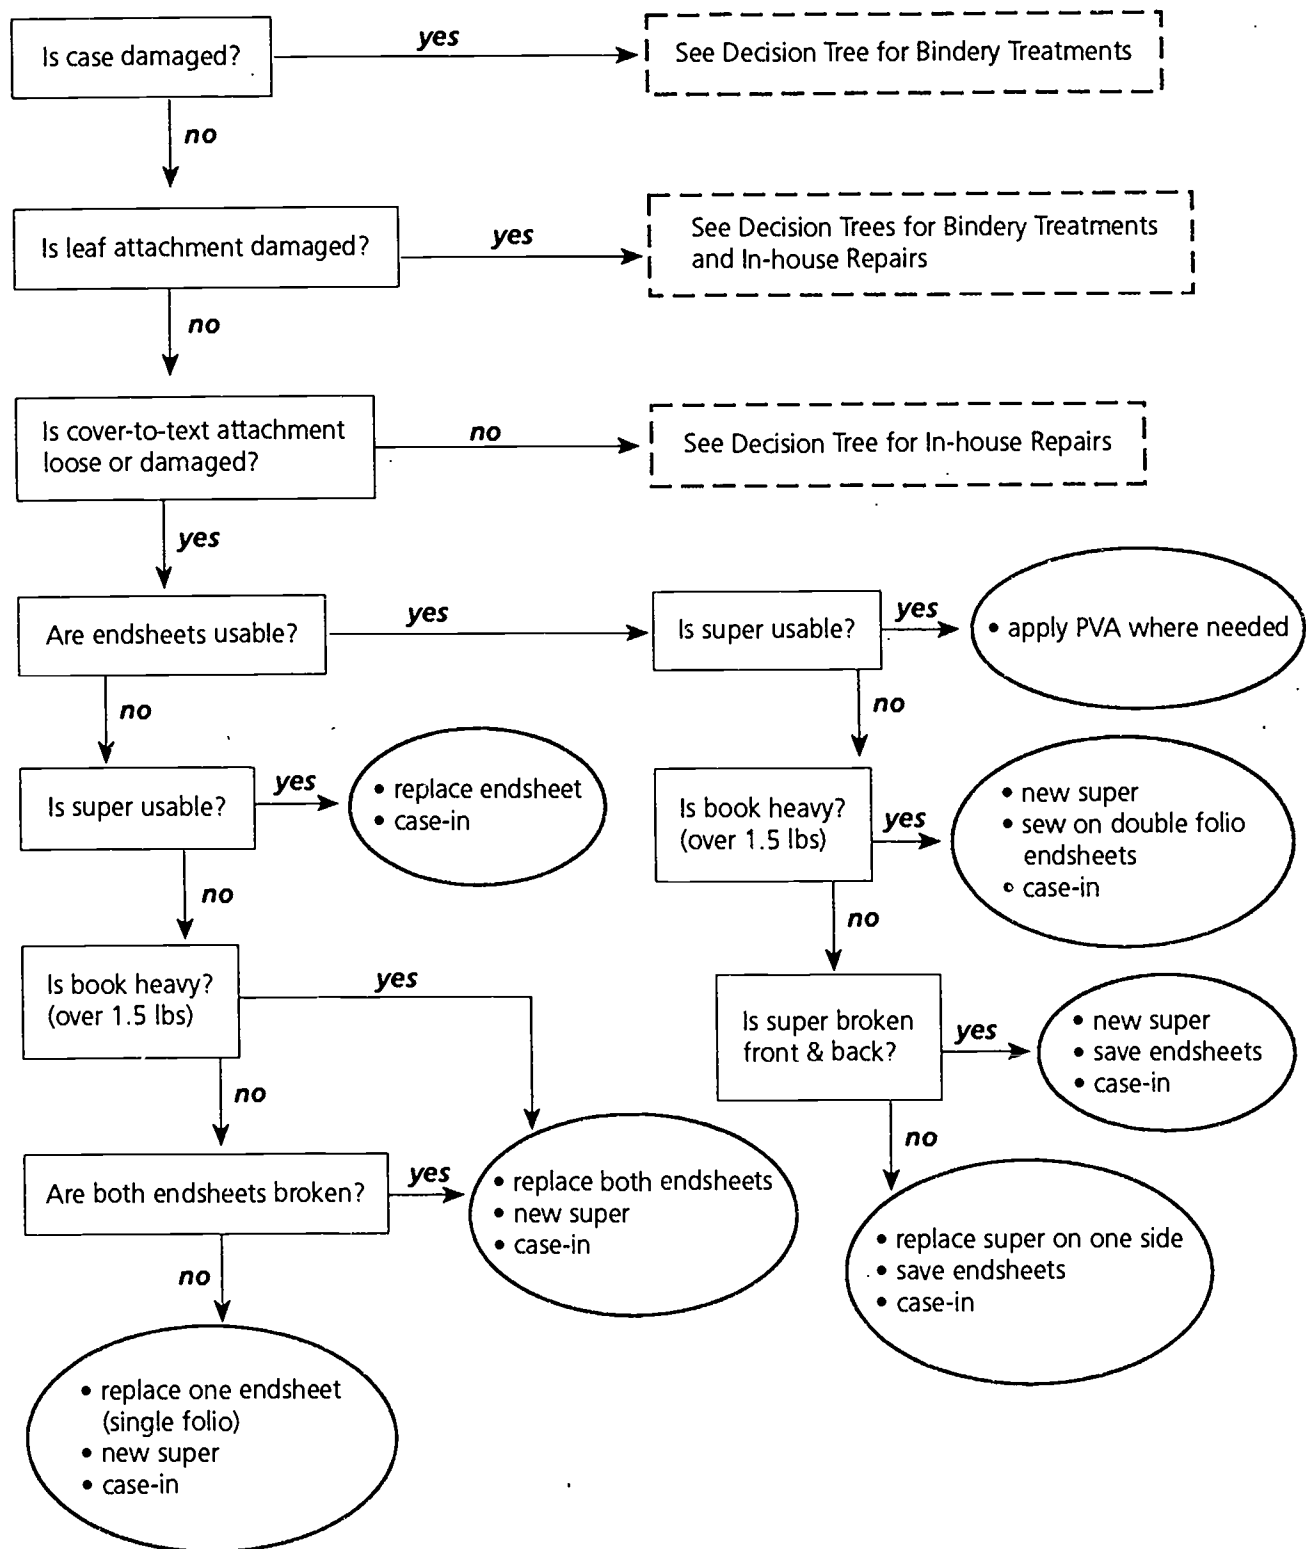 Is case damaged?
yes
See Decision Tree for Bindery Treatments
no
Is leaf attachment damaged?
yes
See Decision Trees for Bindery Treatments
and In-house Repairs
no
Is cover-to-text attachment
loose or damaged?
no
See Decision Tree for In-house Repairs
yes
Are endsheets usable?
yes
Is super usable?
yes
• apply PVA where needed
no
no
Is super usable?
yes
• replace endsheet
• case-in
Is book heavy?
(over 1.5 lbs)
yes
• new super
• sew on double folio
endsheets
• case-in
no
no
Is book heavy?
(over 1.5 lbs)
yes
Is super broken
front & back?
yes
• new super
• save endsheets
• case-in
no
no
Are both endsheets broken?
yes
• replace both endsheets
• new super
• case-in
• replace super on one side
• save endsheets
• case-in
no
• replace one endsheet
(single folio)
• new super
• case-in